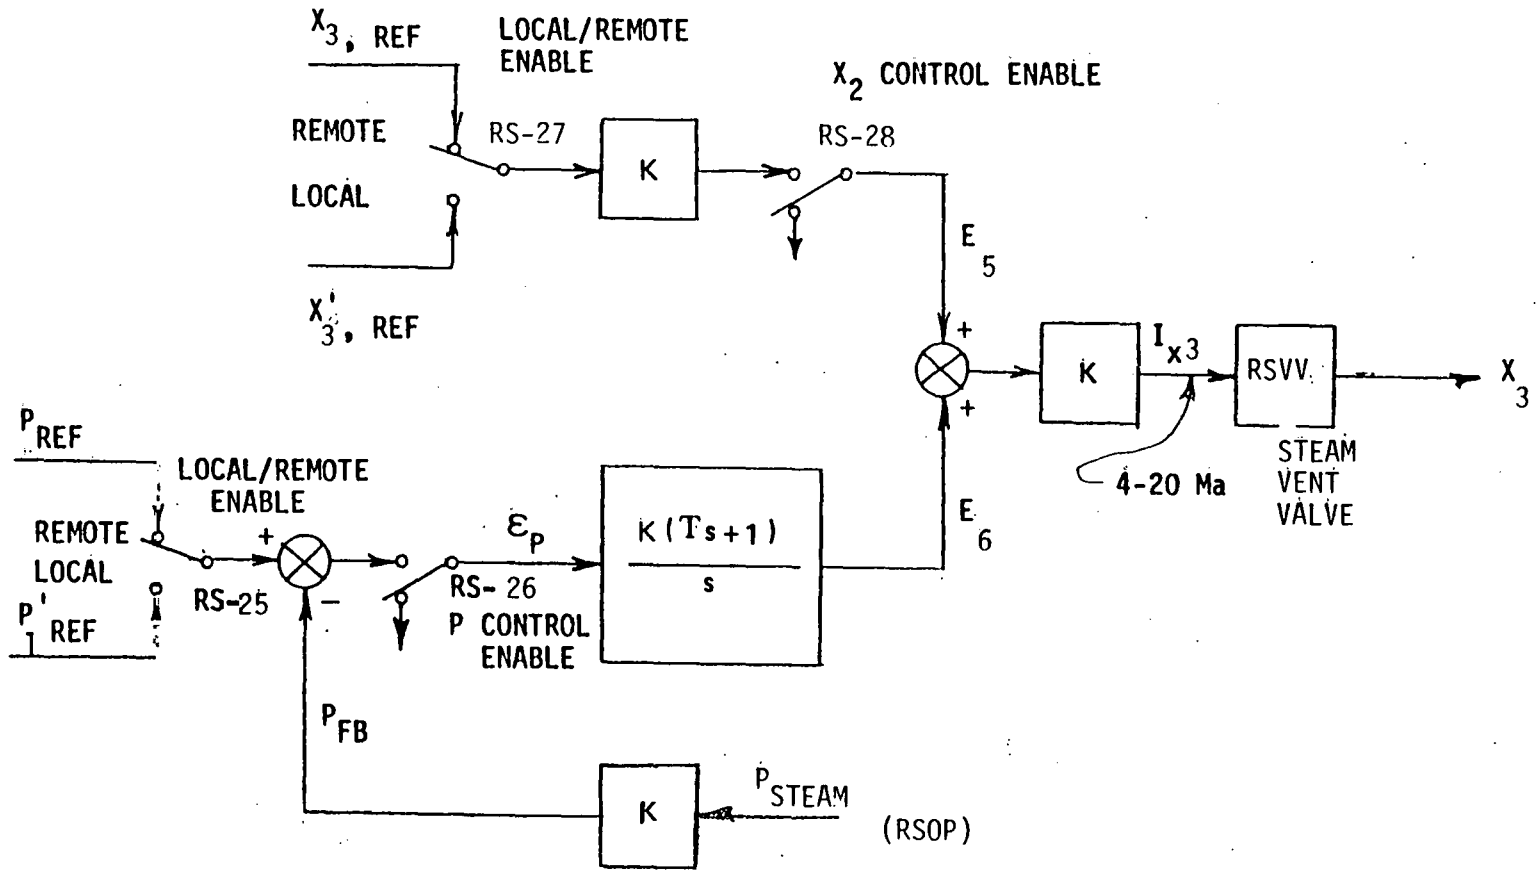 X3, REF
LOCAL/REMOTE
ENABLE
X2 CONTROL ENABLE
REMOTE
RS-27
K
RS-28
LOCAL
X'3, REF
E5
+
K
IX3
RSVV
X3
+
4-20 Ma
STEAM
VENT
VALVE
PREF
LOCAL/REMOTE
ENABLE
REMOTE
LOCAL
+
RS-25
P'REF
−
εP
RS-26
P CONTROL
ENABLE
K(Ts+1)
s
E6
PFB
K
PSTEAM
(RSOP)